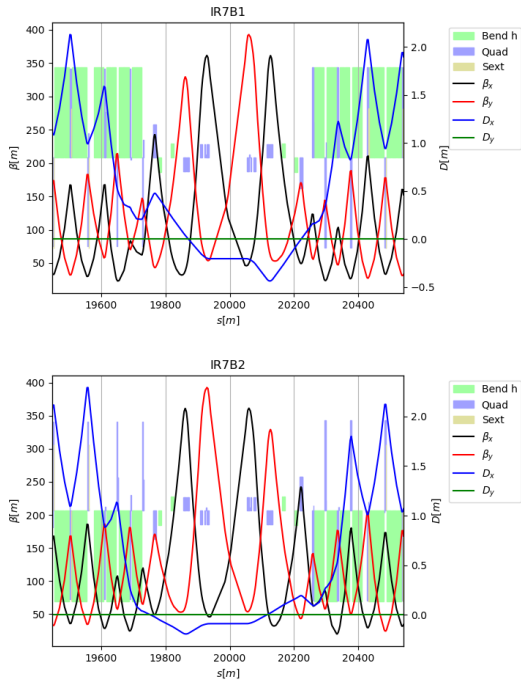 IR7B1
400
350
300
250
200
150
100
50
β[m]
2.0
1.5
1.0
0.5
0.0
−0.5
D[m]
19600
19800
20000
20200
20400
s[m]
Bend h
Quad
Sext
βx
βy
Dx
Dy
IR7B2
400
350
300
250
200
150
100
50
β[m]
2.0
1.5
1.0
0.5
0.0
D[m]
19600
19800
20000
20200
20400
s[m]
Bend h
Quad
Sext
βx
βy
Dx
Dy